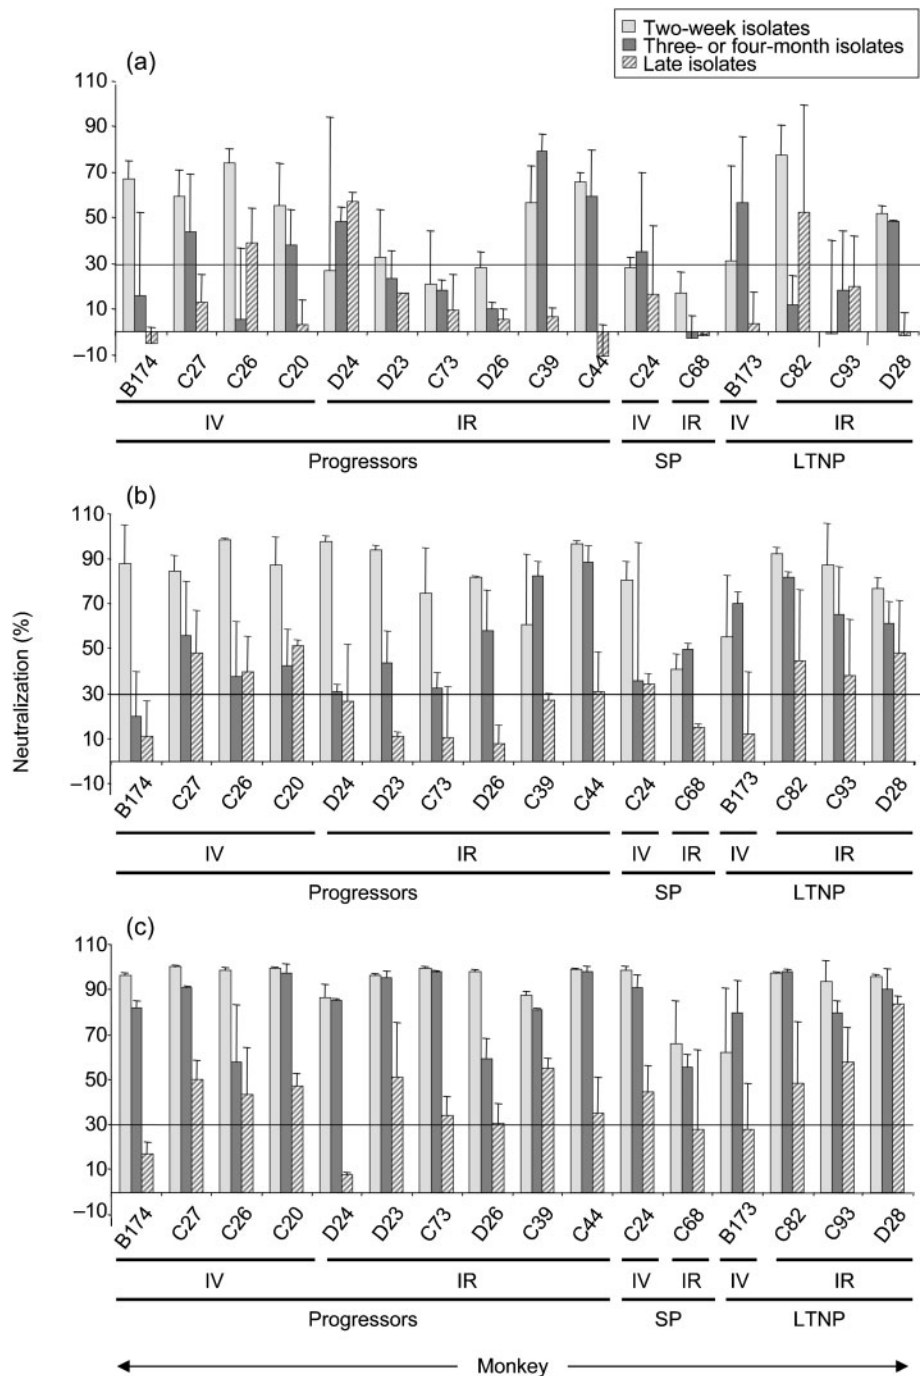 Two-week isolates
Three- or four-month isolates
Late isolates
(a)
110
90
70
50
30
10
–10
B174 C27 C26 C20 D24 D23 C73 D26 C39 C44 C24 C68 B173 C82 C93 D28
IV IR IV IR IV IR
Progressors SP LTNP
(b)
Neutralization (%)
110
90
70
50
30
10
–10
B174 C27 C26 C20 D24 D23 C73 D26 C39 C44 C24 C68 B173 C82 C93 D28
IV IR IV IR IV IR
Progressors SP LTNP
(c)
110
90
70
50
30
10
–10
B174 C27 C26 C20 D24 D23 C73 D26 C39 C44 C24 C68 B173 C82 C93 D28
IV IR IV IR IV IR
Progressors SP LTNP
Monkey